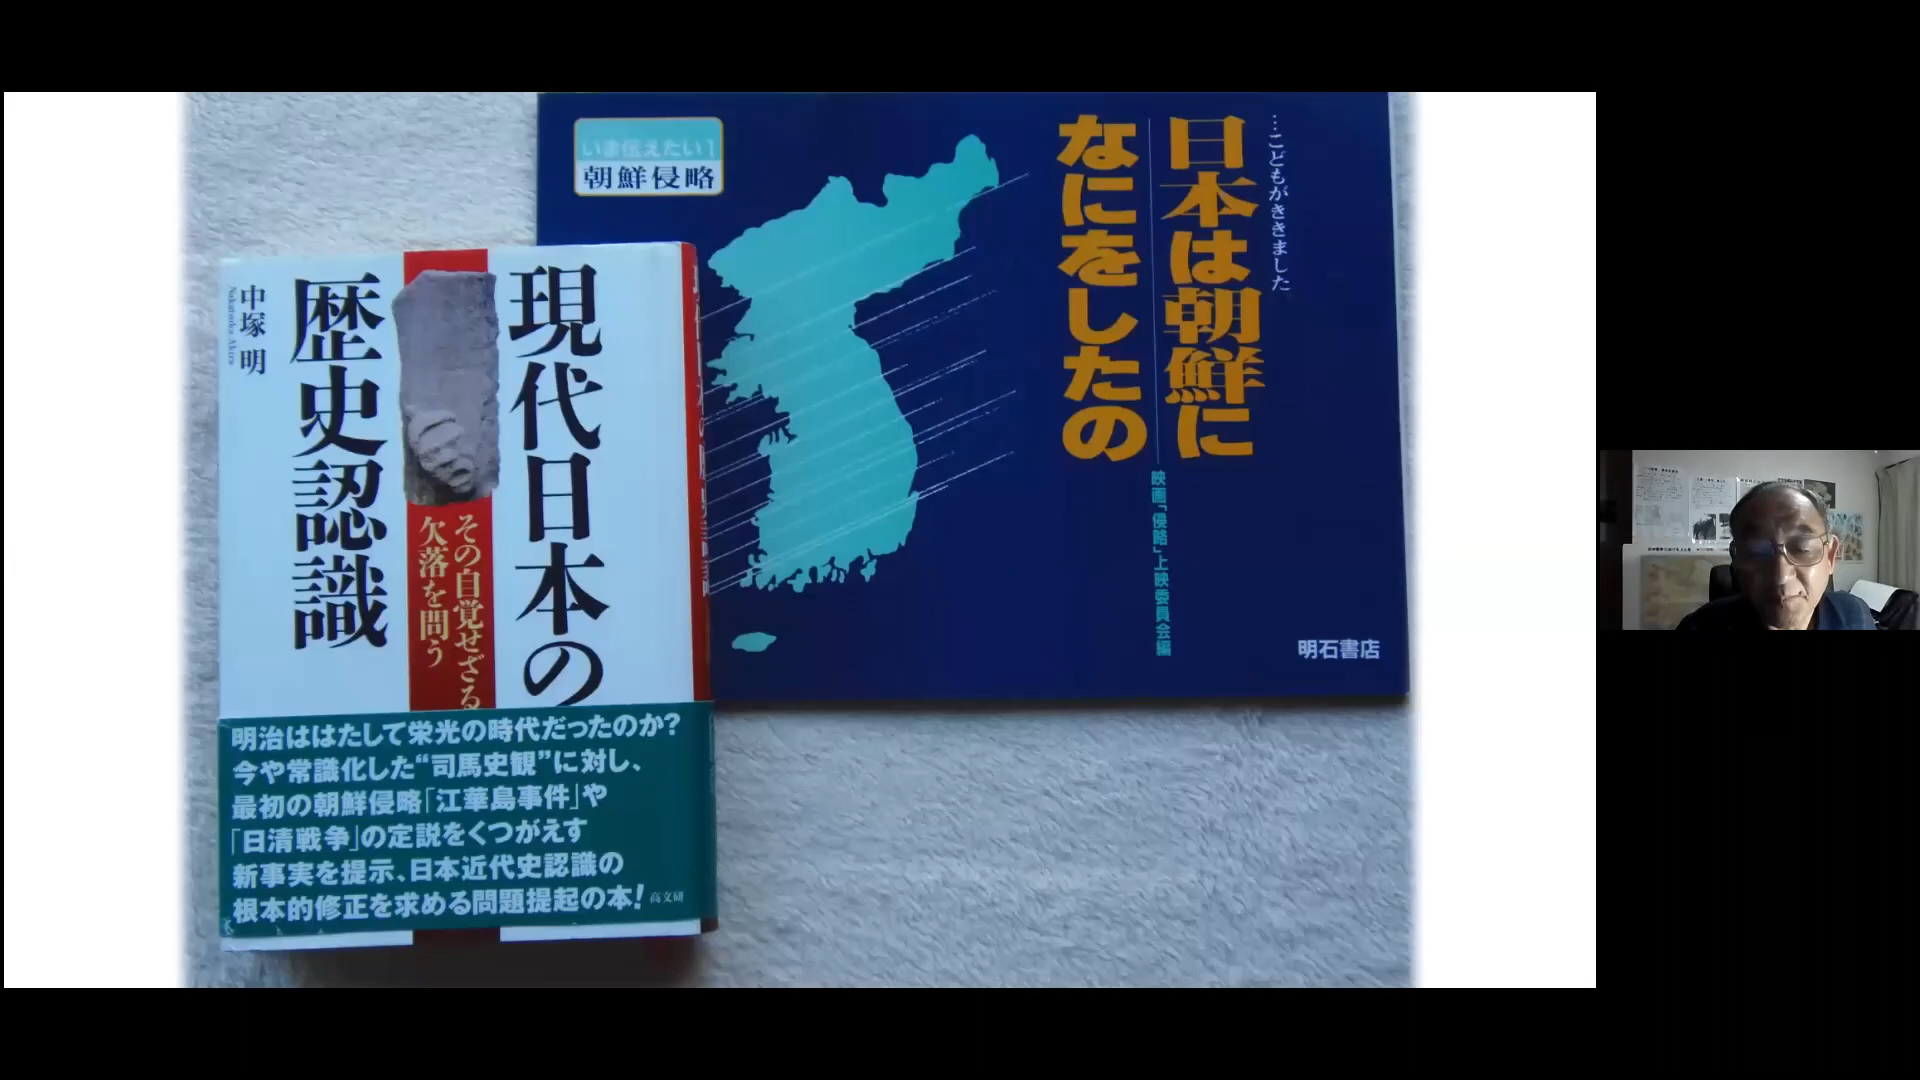 現代日本の
歴史認識
その自覚せざる
欠落を問う
中塚 明
Nakatsuka Akira
明治ははたして栄光の時代だったのか?
今や常識化した“司馬史観”に対し、
最初の朝鮮侵略「江華島事件」や
「日清戦争」の定説をくつがえす
新事実を提示、日本近代史認識の
根本的修正を求める問題提起の本!
高文研
いま伝えたい1
朝鮮侵略
…こどもがききました
日本は朝鮮に
なにをしたの
映画「侵略」上映委員会編
明石書店